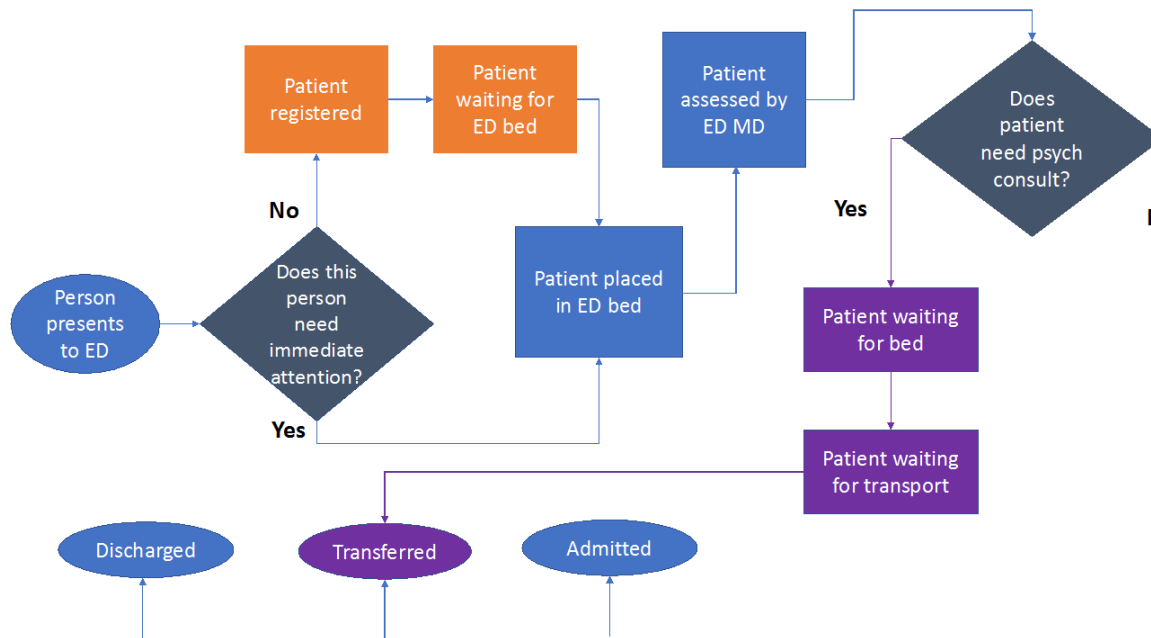 Person
presents
to ED
Does this
person
need
immediate
attention?
No
Yes
Patient
registered
Patient
waiting for
ED bed
Patient placed
in ED bed
Patient
assessed by
ED MD
Does
patient
need psych
consult?
Yes
Patient waiting
for bed
Patient waiting
for transport
Discharged
Transferred
Admitted